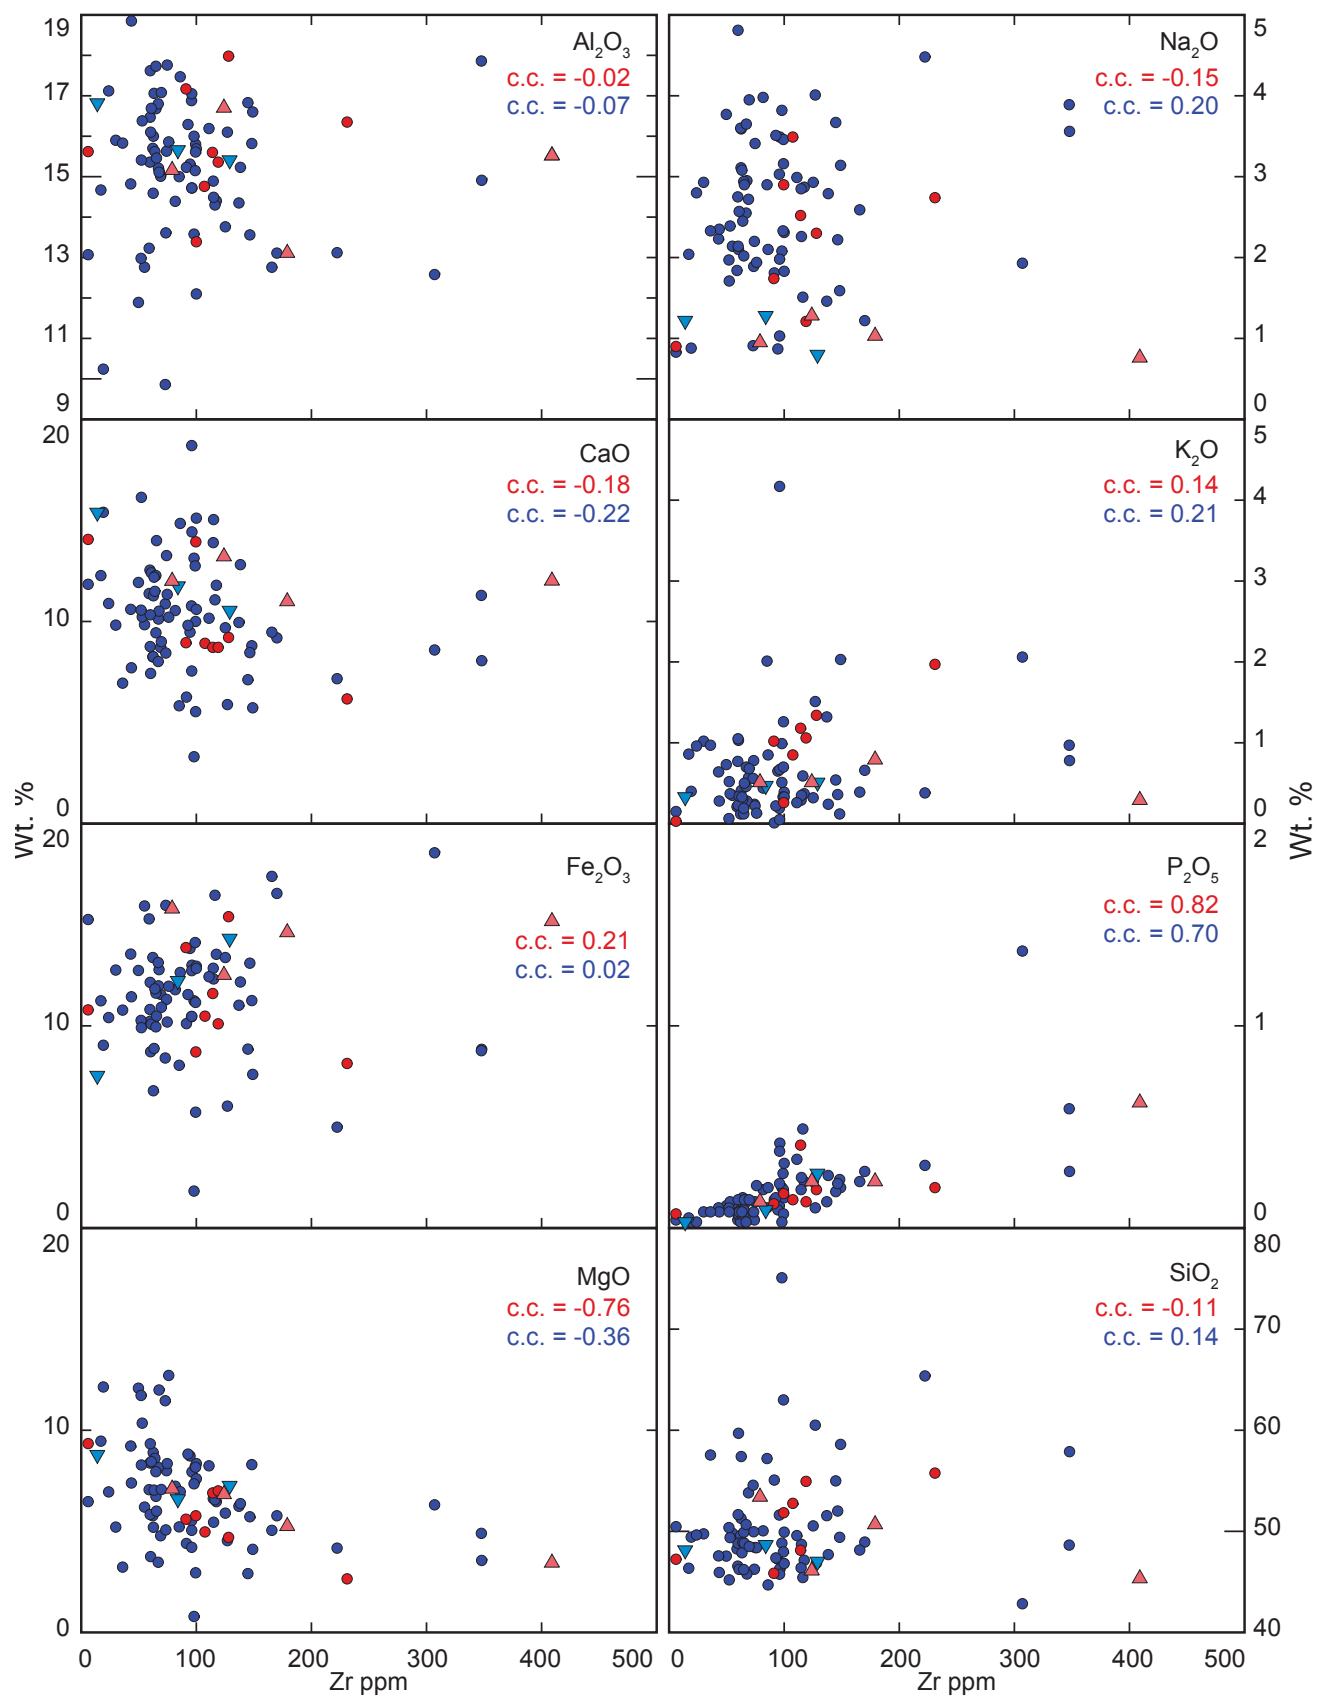 19
17
15
13
11
9
Al2O3
c.c. = -0.02
c.c. = -0.07
5
4
3
2
1
0
Na2O
c.c. = -0.15
c.c. = 0.20
20
10
0
CaO
c.c. = -0.18
c.c. = -0.22
5
4
3
2
1
0
K2O
c.c. = 0.14
c.c. = 0.21
Wt. %
Wt. %
20
10
0
Fe2O3
c.c. = 0.21
c.c. = 0.02
2
1
0
P2O5
c.c. = 0.82
c.c. = 0.70
20
10
0
MgO
c.c. = -0.76
c.c. = -0.36
80
70
60
50
40
SiO2
c.c. = -0.11
c.c. = 0.14
0 100 200 300 400 500
Zr ppm
0 100 200 300 400 500
Zr ppm